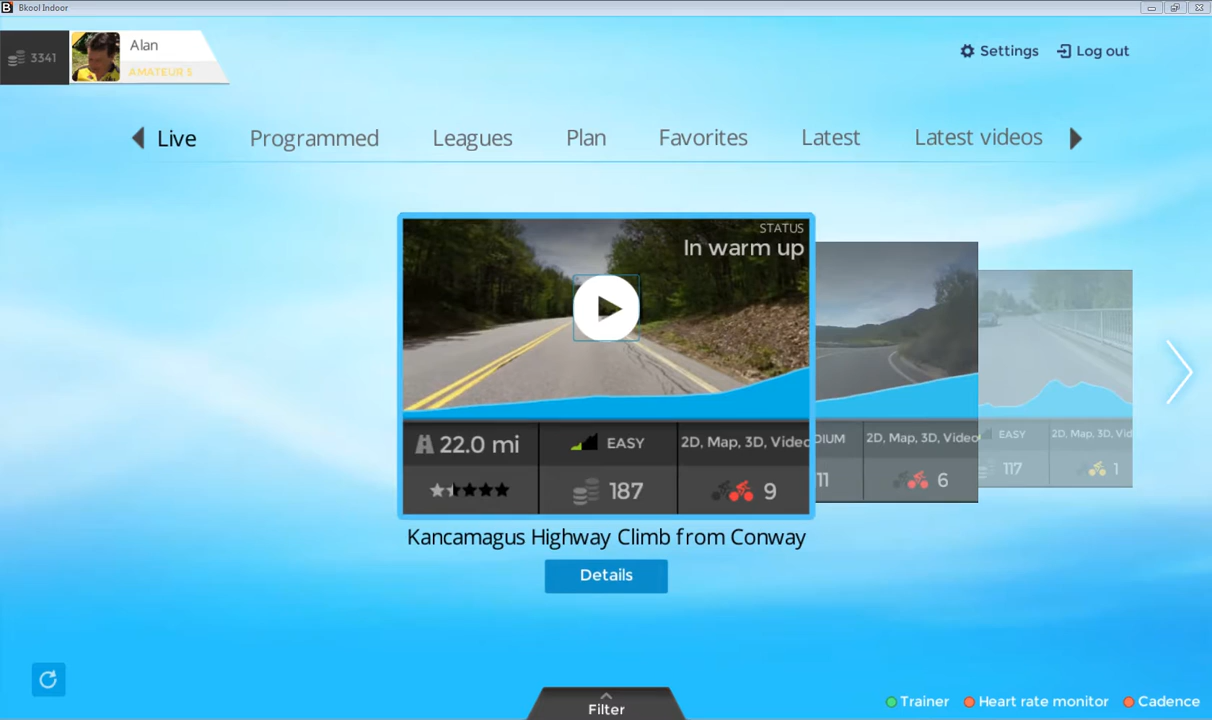 Bkool Indoor
3341
Alan
AMATEUR 5
Settings
Log out
Live
Programmed
Leagues
Plan
Favorites
Latest
Latest videos
STATUS
In warm up
22.0 mi
EASY
2D, Map, 3D, Video
187
9
DIUM
2D, Map, 3D, Video
11
6
EASY
2D, Map, 3D, Vid
117
1
Kancamagus Highway Climb from Conway
Details
Filter
Trainer
Heart rate monitor
Cadence